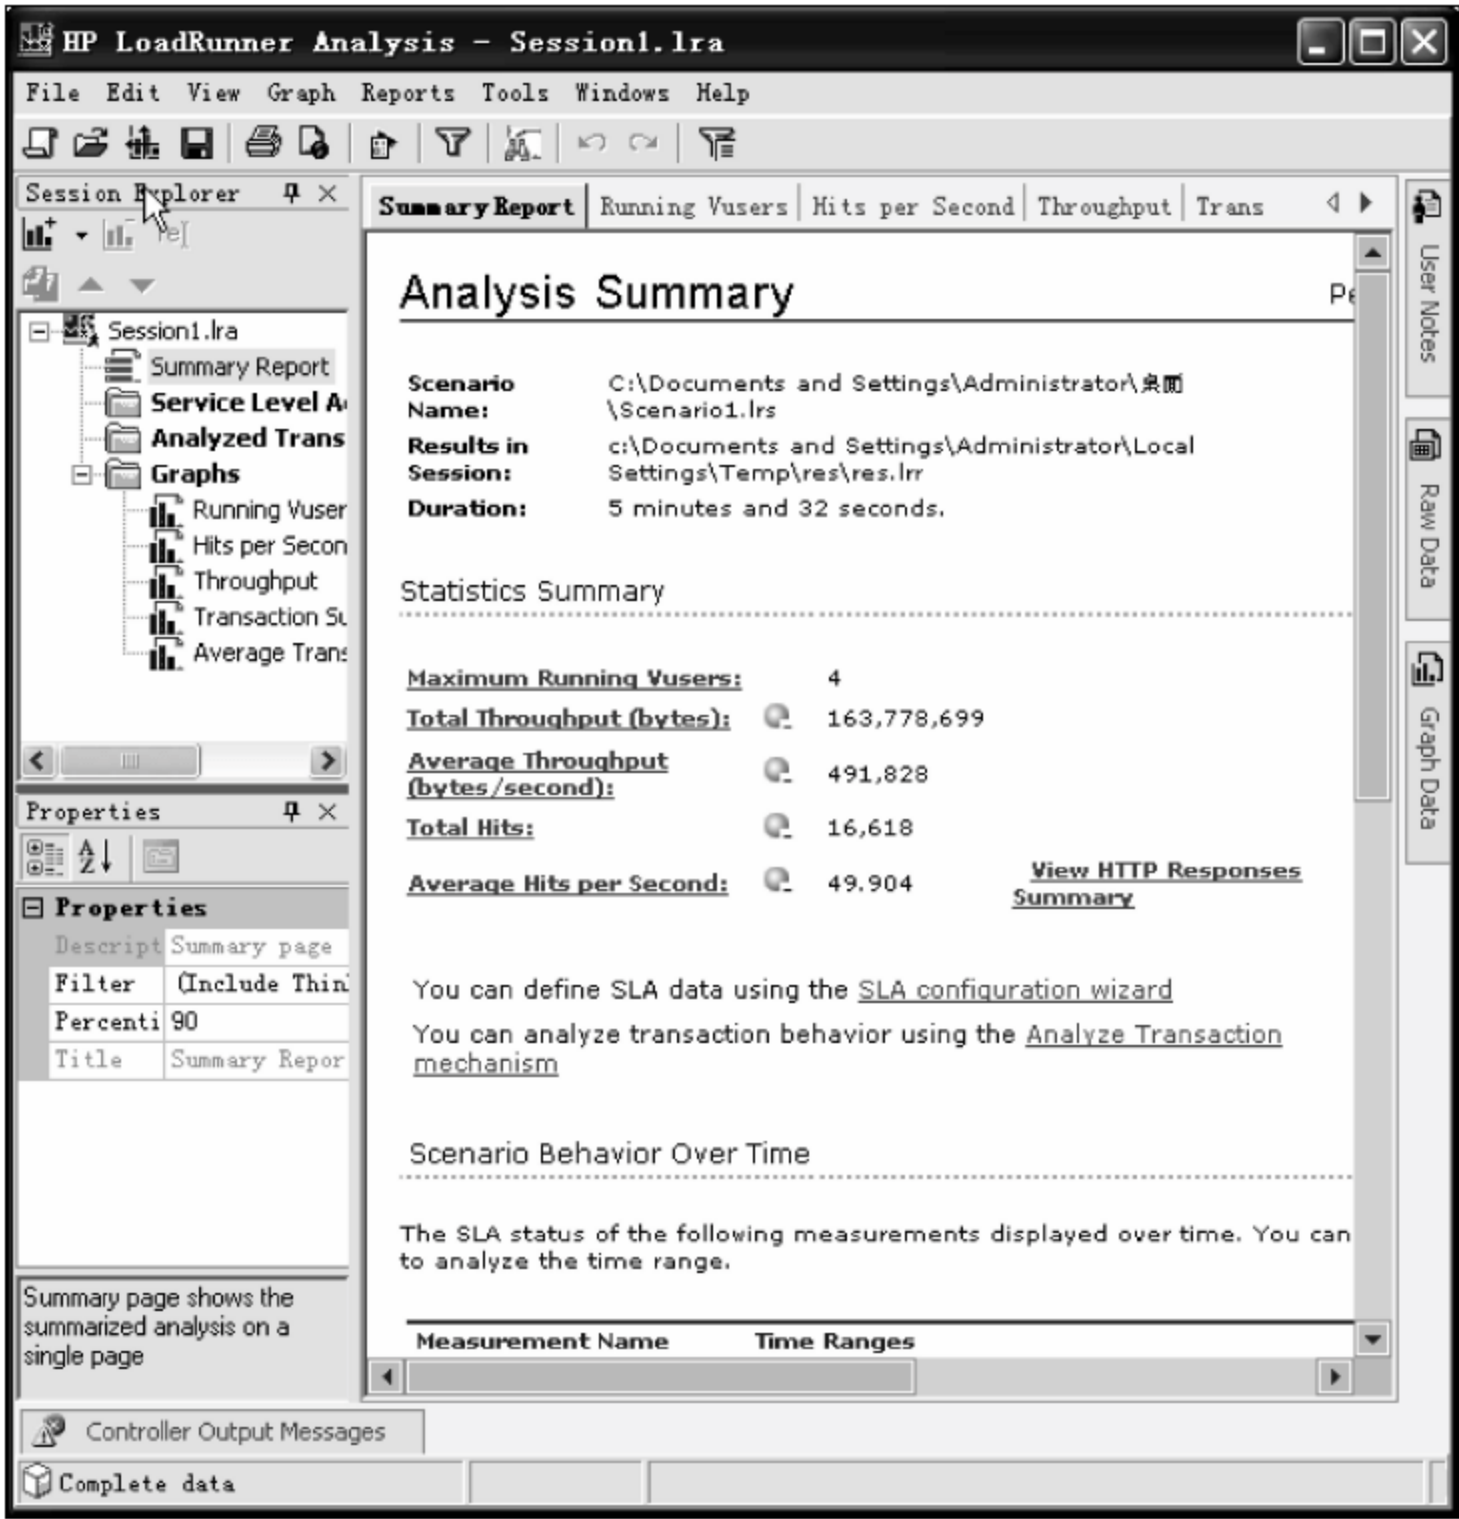 HP LoadRunner Analysis - Session1.lra
File Edit View Graph Reports Tools Windows Help
Session Explorer
Summary Report Running Vusers Hits per Second Throughput Trans
Session1.lra
Summary Report
Service Level A
Analyzed Trans
Graphs
Running Vuser
Hits per Secon
Throughput
Transaction Su
Average Trans
Properties
Properties
Descript Summary page
Filter (Include Thin
Percenti 90
Title Summary Repor
Summary page shows the
summarized analysis on a
single page
Analysis Summary Pe
Scenario Name: C:\Documents and Settings\Administrator\桌面
\Scenario1.lrs
Results in Session: c:\Documents and Settings\Administrator\Local
Settings\Temp\res\res.lrr
Duration: 5 minutes and 32 seconds.
Statistics Summary
Maximum Running Vusers: 4
Total Throughput (bytes): 163,778,699
Average Throughput
(bytes/second): 491,828
Total Hits: 16,618
Average Hits per Second: 49.904 View HTTP Responses
Summary
You can define SLA data using the SLA configuration wizard
You can analyze transaction behavior using the Analyze Transaction
mechanism
Scenario Behavior Over Time
The SLA status of the following measurements displayed over time. You can
to analyze the time range.
Measurement Name Time Ranges
User Notes
Raw Data
Graph Data
Controller Output Messages
Complete data